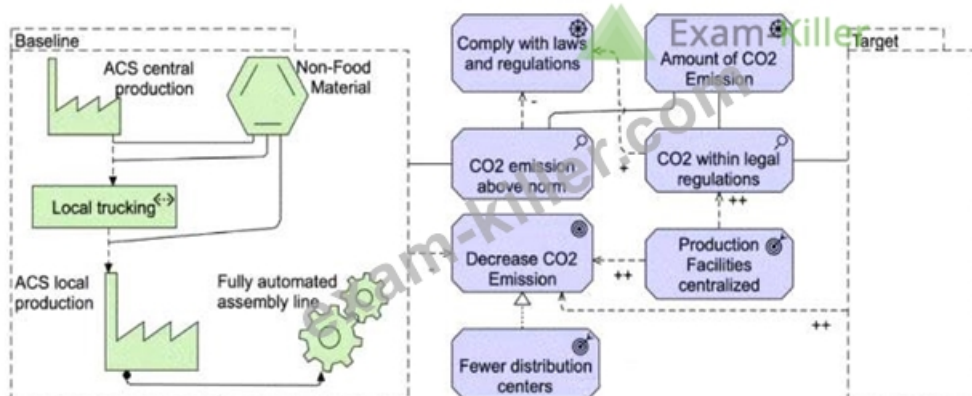 Baseline
ACS central
production
Non-Food
Material
Local trucking
ACS local
production
Fully automated
assembly line
Comply with laws
and regulations
Exam-Killer
Amount of CO2
Emission
Target
-
+
CO2 emission
above norm
CO2 within legal
regulations
++
Decrease CO2
Emission
++
Production
Facilities
centralized
++
Fewer distribution
centers
exam-killer.com